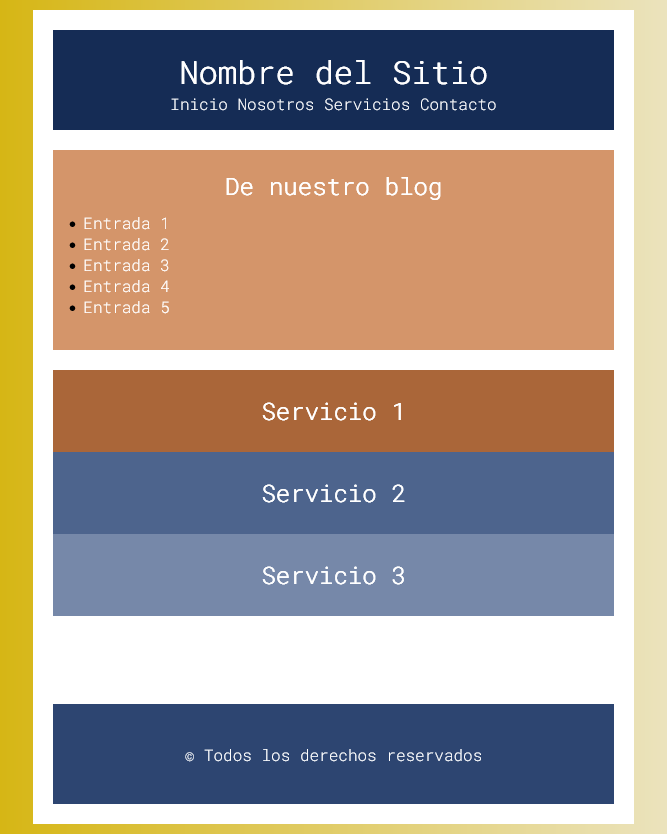 Nombre del Sitio
Inicio Nosotros Servicios Contacto
De nuestro blog
Entrada 1
Entrada 2
Entrada 3
Entrada 4
Entrada 5
Servicio 1
Servicio 2
Servicio 3
© Todos los derechos reservados